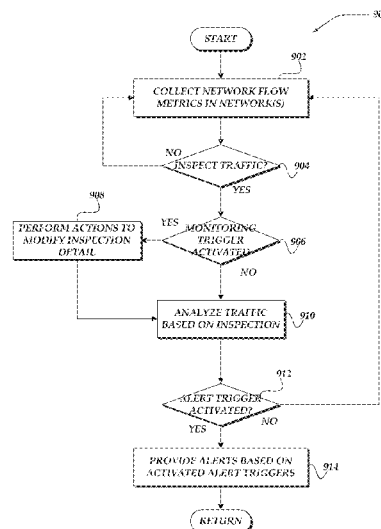 START
902
COLLECT NETWORK FLOW
METRICS IN NETWORK(S)
NO
INSPECT TRAFFIC?
904
YES
908
PERFORM ACTIONS TO
MODIFY INSPECTION
DETAIL
YES
MONITORING
TRIGGER
ACTIVATED
906
NO
ANALYZE TRAFFIC
BASED ON INSPECTION
910
912
ALERT TRIGGER
ACTIVATED?
YES
NO
PROVIDE ALERTS BASED ON
ACTIVATED ALERT TRIGGERS
914
RETURN